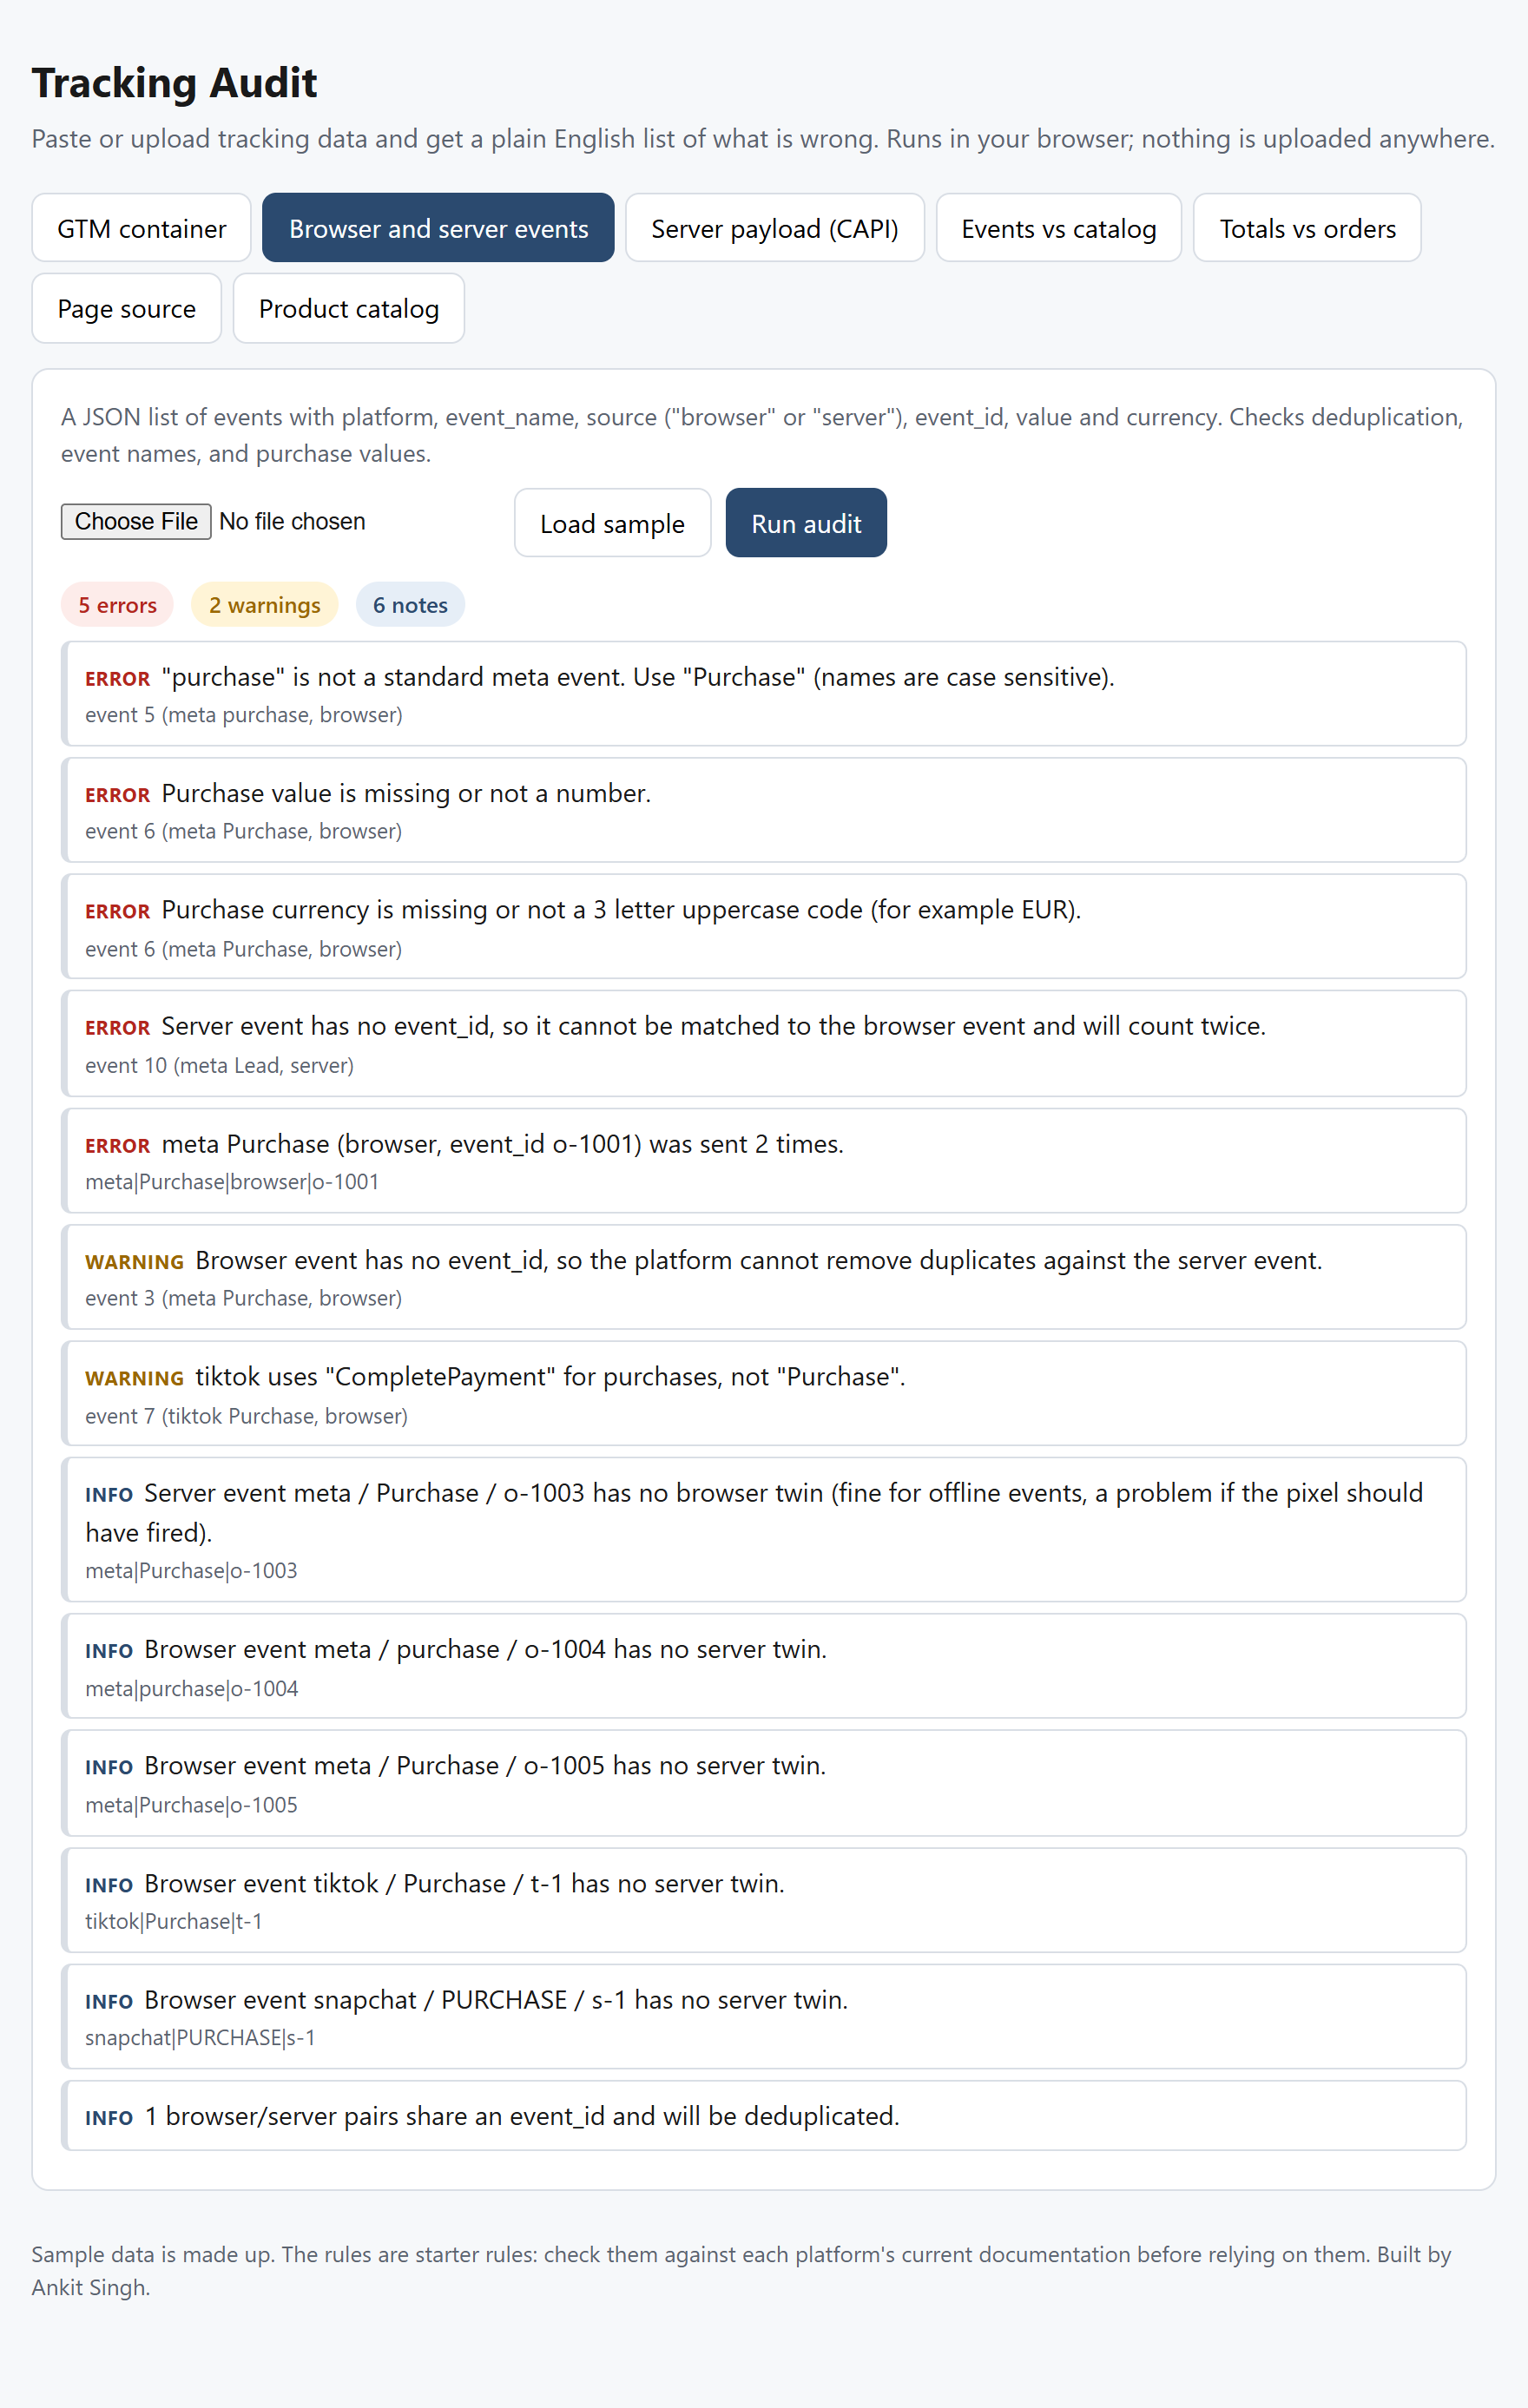 Tracking Audit
Paste or upload tracking data and get a plain English list of what is wrong. Runs in your browser; nothing is uploaded anywhere.
GTM container
Browser and server events
Server payload (CAPI)
Events vs catalog
Totals vs orders
Page source
Product catalog
A JSON list of events with platform, event_name, source ("browser" or "server"), event_id, value and currency. Checks deduplication,
event names, and purchase values.
Choose File No file chosen
Load sample
Run audit
5 errors
2 warnings
6 notes
ERROR "purchase" is not a standard meta event. Use "Purchase" (names are case sensitive).
event 5 (meta purchase, browser)
ERROR Purchase value is missing or not a number.
event 6 (meta Purchase, browser)
ERROR Purchase currency is missing or not a 3 letter uppercase code (for example EUR).
event 6 (meta Purchase, browser)
ERROR Server event has no event_id, so it cannot be matched to the browser event and will count twice.
event 10 (meta Lead, server)
ERROR meta Purchase (browser, event_id o-1001) was sent 2 times.
meta|Purchase|browser|o-1001
WARNING Browser event has no event_id, so the platform cannot remove duplicates against the server event.
event 3 (meta Purchase, browser)
WARNING tiktok uses "CompletePayment" for purchases, not "Purchase".
event 7 (tiktok Purchase, browser)
INFO Server event meta / Purchase / o-1003 has no browser twin (fine for offline events, a problem if the pixel should
have fired).
meta|Purchase|o-1003
INFO Browser event meta / purchase / o-1004 has no server twin.
meta|purchase|o-1004
INFO Browser event meta / Purchase / o-1005 has no server twin.
meta|Purchase|o-1005
INFO Browser event tiktok / Purchase / t-1 has no server twin.
tiktok|Purchase|t-1
INFO Browser event snapchat / PURCHASE / s-1 has no server twin.
snapchat|PURCHASE|s-1
INFO 1 browser/server pairs share an event_id and will be deduplicated.
Sample data is made up. The rules are starter rules: check them against each platform's current documentation before relying on them. Built by
Ankit Singh.